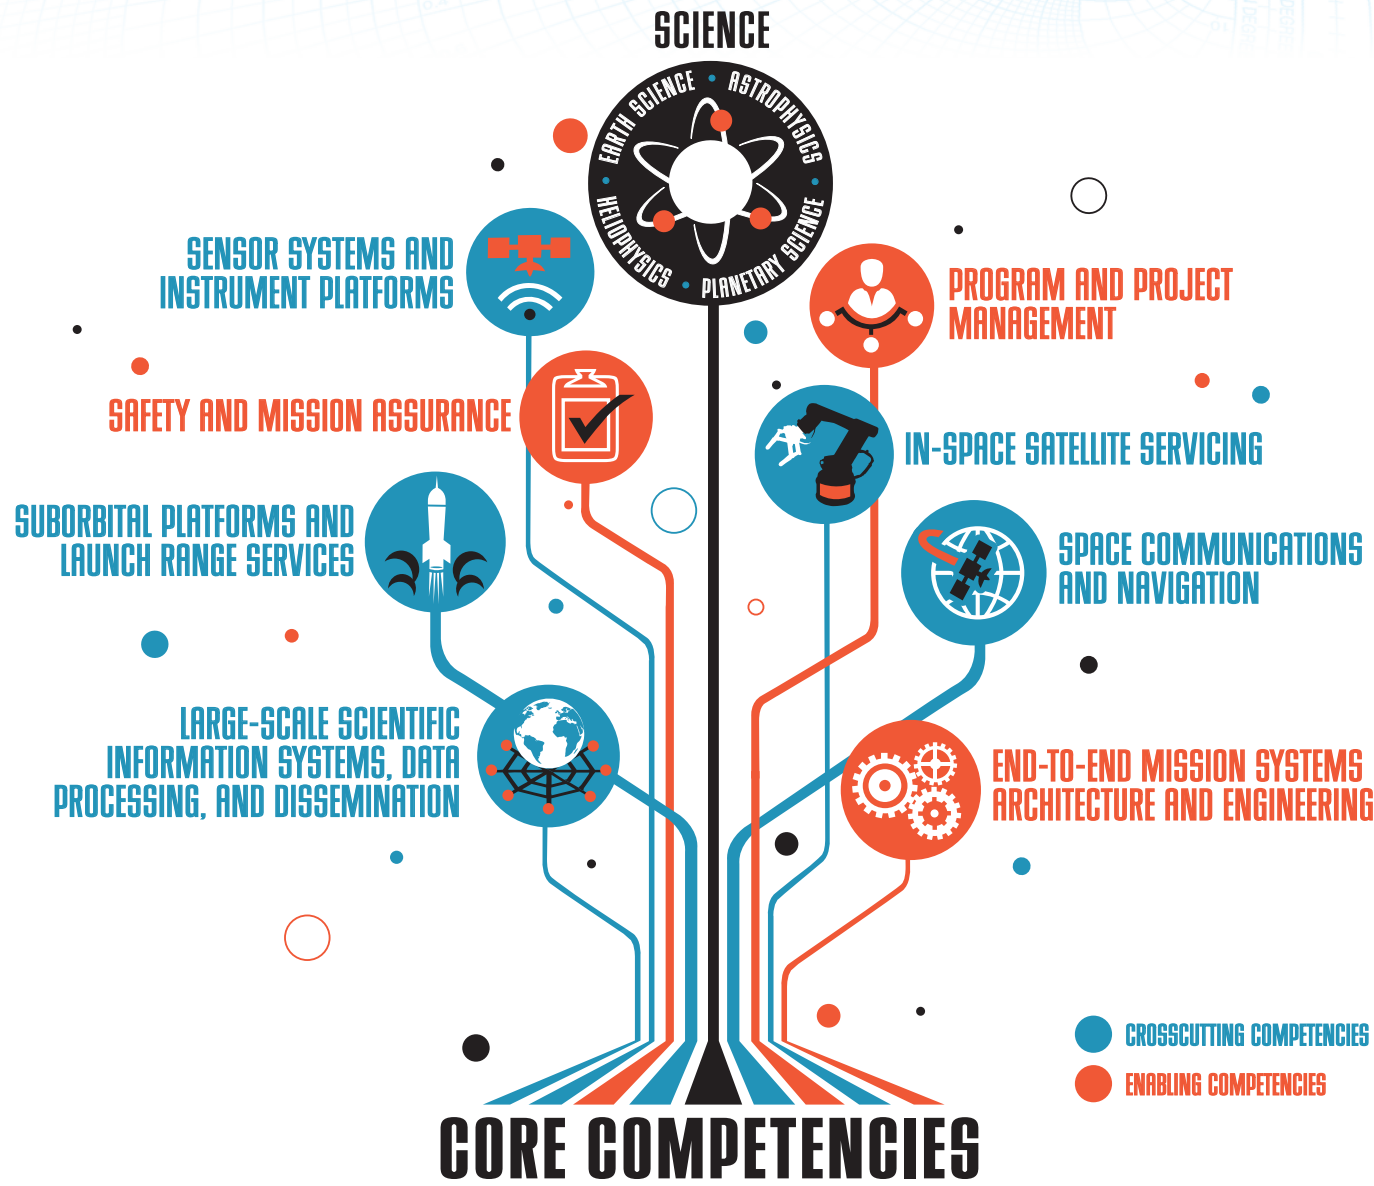 SCIENCE
EARTH SCIENCE
ASTROPHYSICS
HELIOPHYSICS
PLANETARY SCIENCE
SENSOR SYSTEMS AND
INSTRUMENT PLATFORMS
PROGRAM AND PROJECT
MANAGEMENT
SAFETY AND MISSION ASSURANCE
IN-SPACE SATELLITE SERVICING
SUBORBITAL PLATFORMS AND
LAUNCH RANGE SERVICES
SPACE COMMUNICATIONS
AND NAVIGATION
LARGE-SCALE SCIENTIFIC
INFORMATION SYSTEMS, DATA
PROCESSING, AND DISSEMINATION
END-TO-END MISSION SYSTEMS
ARCHITECTURE AND ENGINEERING
CROSSCUTTING COMPETENCIES
ENABLING COMPETENCIES
CORE COMPETENCIES